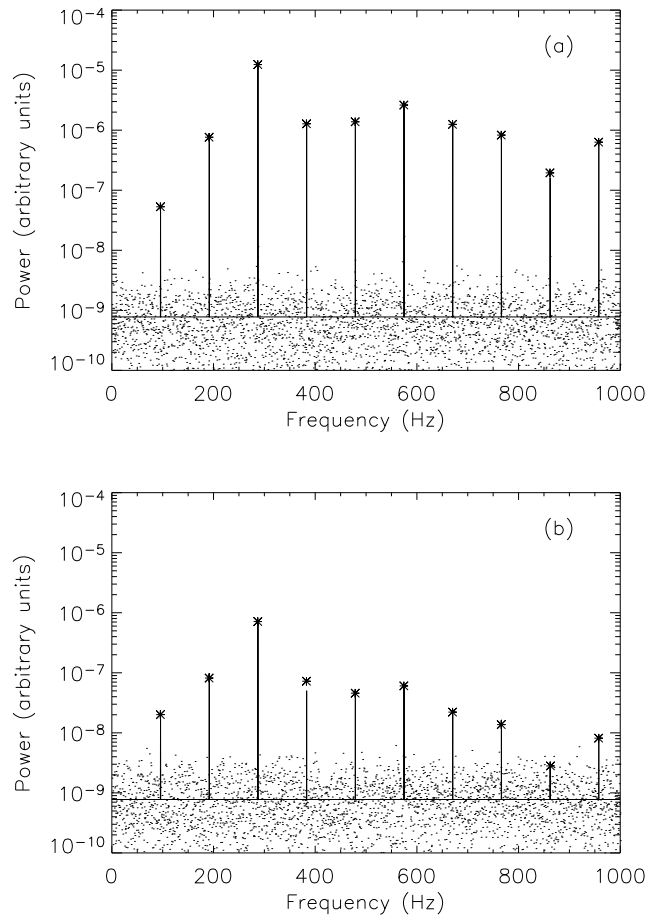 (a)
Power (arbitrary units)
10⁻⁴
10⁻⁵
10⁻⁶
10⁻⁷
10⁻⁸
10⁻⁹
10⁻¹⁰
0 200 400 600 800 1000
Frequency (Hz)
(b)
Power (arbitrary units)
10⁻⁴
10⁻⁵
10⁻⁶
10⁻⁷
10⁻⁸
10⁻⁹
10⁻¹⁰
0 200 400 600 800 1000
Frequency (Hz)